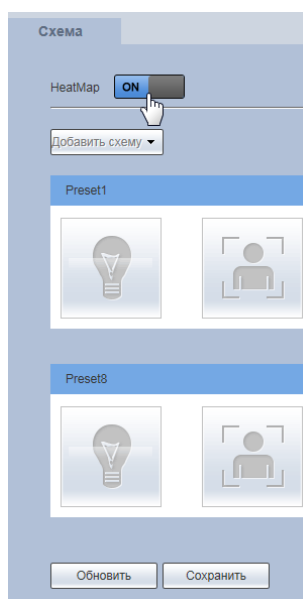 Схема
HeatMap ON
Добавить схему
Preset1
Preset8
Обновить Сохранить